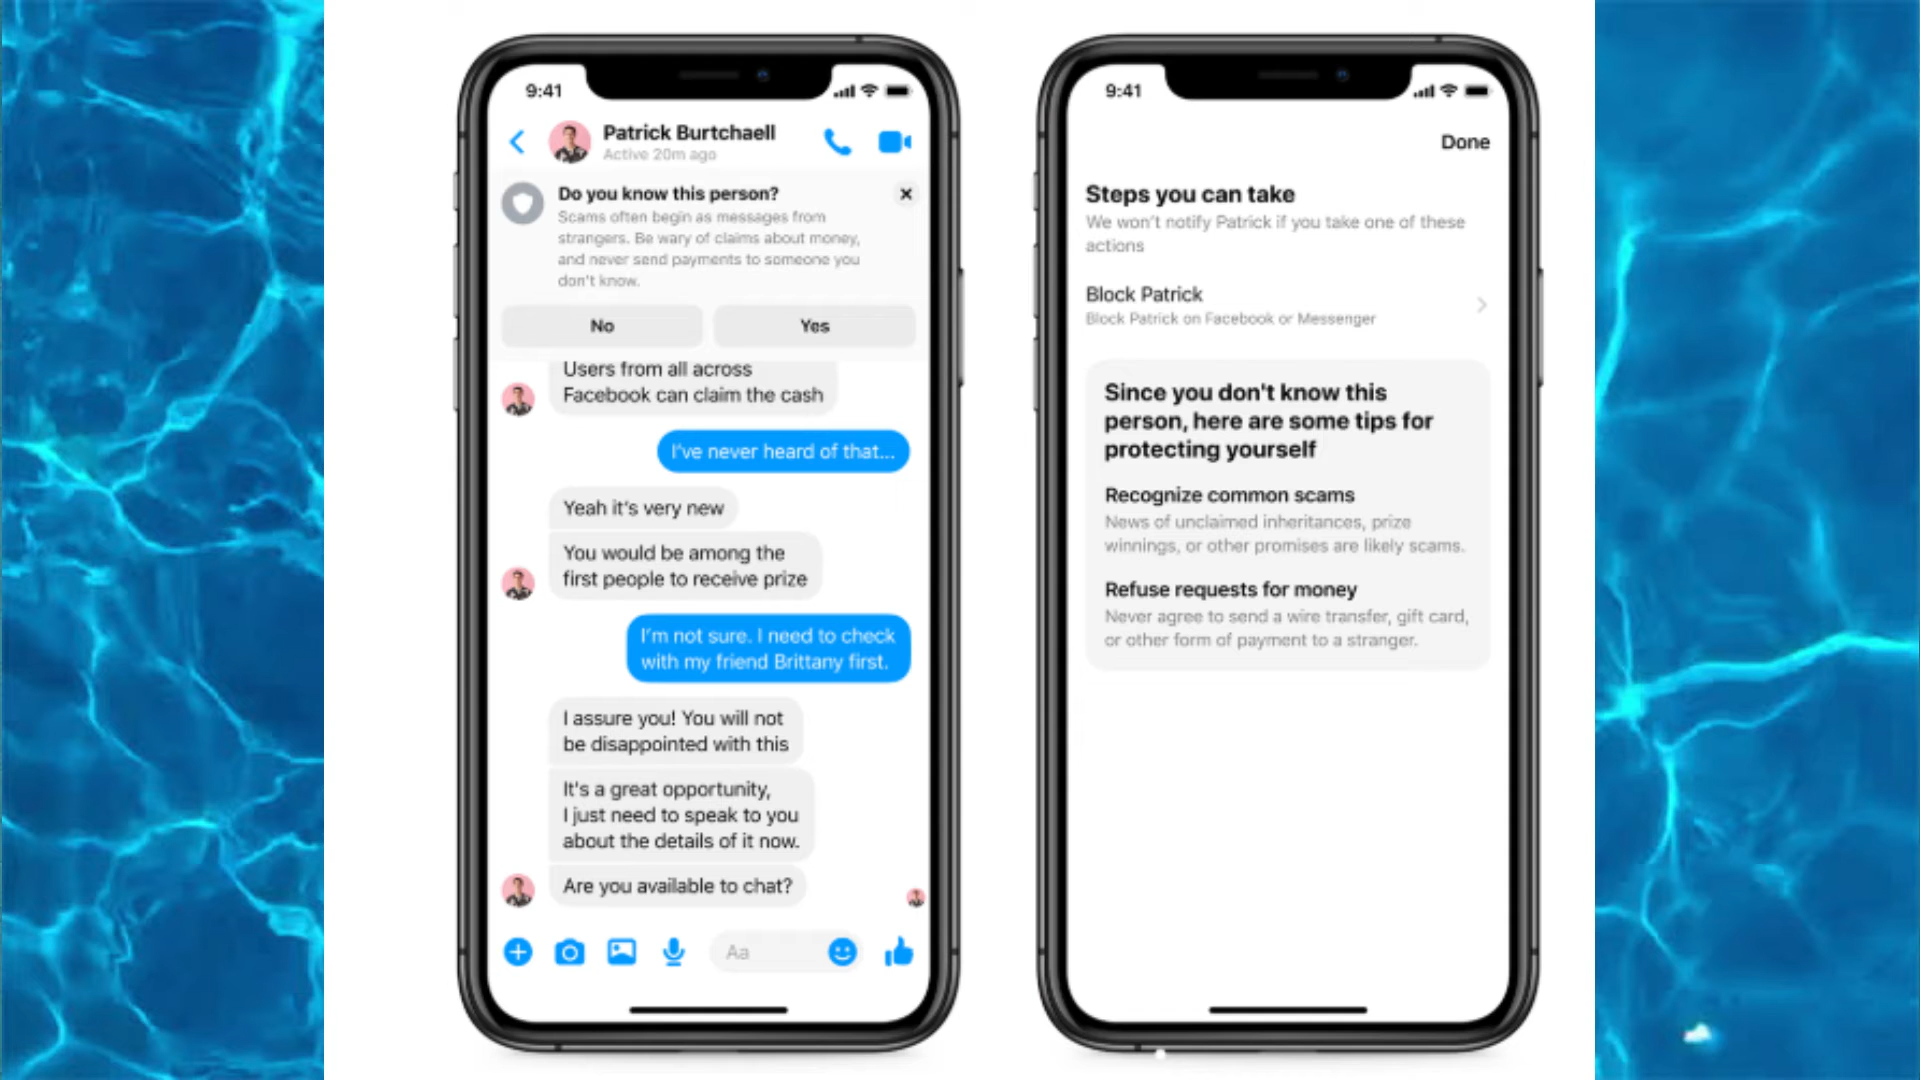 9:41
Patrick Burtchaell
Active 20m ago
Do you know this person?
Scams often begin as messages from
strangers. Be wary of claims about money,
and never send payments to someone you
don't know.
No
Yes
Users from all across
Facebook can claim the cash
I've never heard of that...
Yeah it's very new
You would be among the
first people to receive prize
I'm not sure. I need to check
with my friend Brittany first.
I assure you! You will not
be disappointed with this
It's a great opportunity,
I just need to speak to you
about the details of it now.
Are you available to chat?
Aa
9:41
Done
Steps you can take
We won't notify Patrick if you take one of these
actions
Block Patrick
Block Patrick on Facebook or Messenger
Since you don't know this
person, here are some tips for
protecting yourself
Recognize common scams
News of unclaimed inheritances, prize
winnings, or other promises are likely scams.
Refuse requests for money
Never agree to send a wire transfer, gift card,
or other form of payment to a stranger.